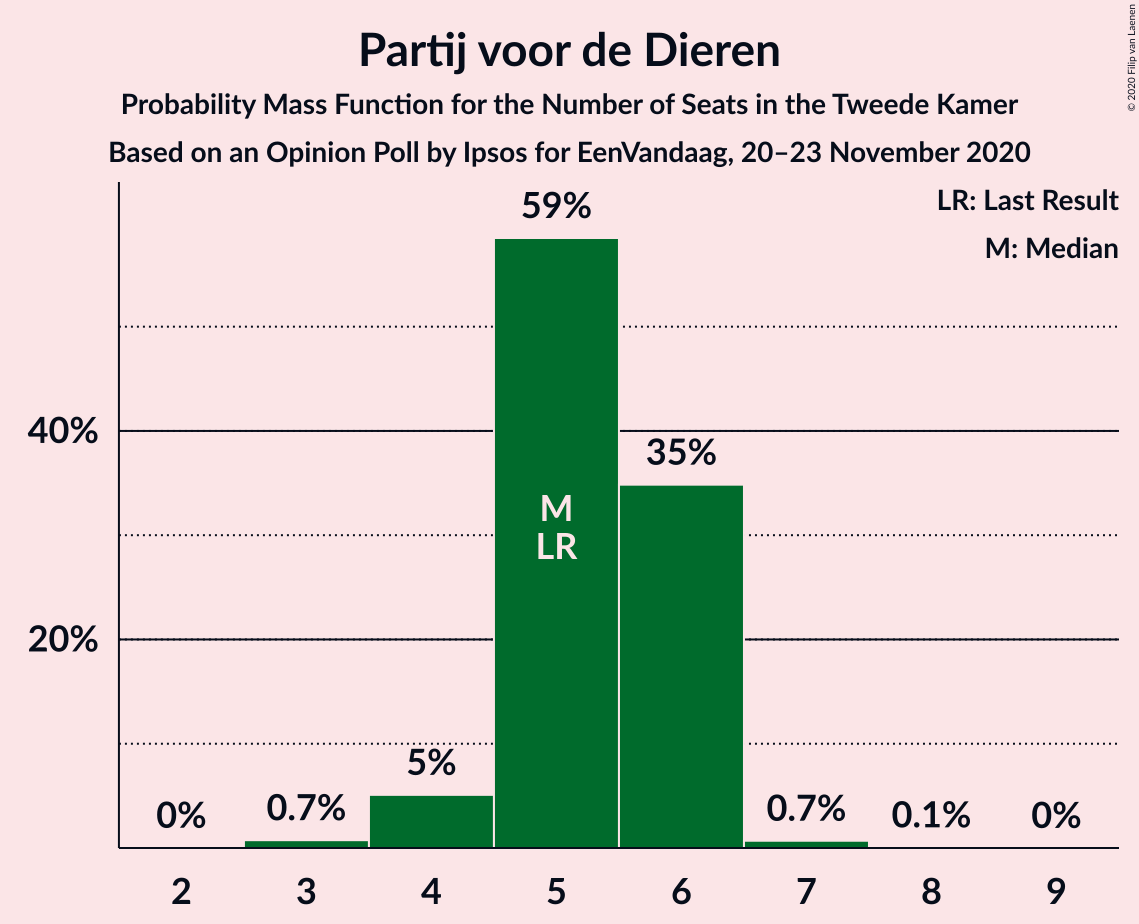 Partij voor de Dieren
Probability Mass Function for the Number of Seats in the Tweede Kamer
Based on an Opinion Poll by Ipsos for EenVandaag, 20–23 November 2020
© 2020 Filip van Laenen
LR: Last Result
M: Median
59%
40%
35%
M
LR
20%
5%
0%
0.7%
0.7%
0.1%
0%
2 3 4 5 6 7 8 9